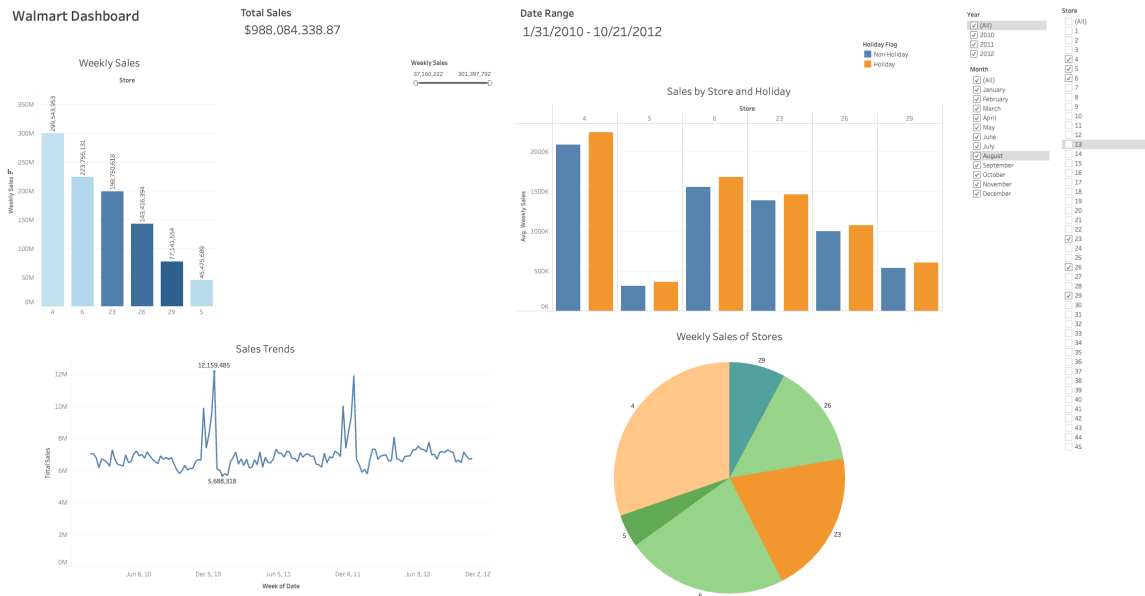 Walmart Dashboard
Total Sales
$988,084,338.87
Date Range
1/31/2010 - 10/21/2012
Year
(All)
2010
2011
2012
Month
(All)
January
February
March
April
May
June
July
August
September
October
November
December
Store
(All)
1
2
3
4
5
6
7
8
9
10
11
12
13
14
15
16
17
18
19
20
21
22
23
24
25
26
27
28
29
30
31
32
33
34
35
36
37
38
39
40
41
42
43
44
45
Weekly Sales
Store
Weekly Sales
350M
300M
250M
200M
150M
100M
50M
0M
299,543,953
223,756,131
198,750,618
143,416,394
77,141,554
45,475,689
4 6 23 26 29 5
Weekly Sales
37,160,222 301,397,792
Holiday Flag
Non-Holiday
Holiday
Sales by Store and Holiday
Store
4 5 6 23 26 29
Avg. Weekly Sales
2000K
1500K
1000K
500K
0K
Sales Trends
Total Sales
12M
10M
8M
6M
4M
2M
0M
12,159,485
5,688,318
Jun 6, 10 Dec 5, 10 Jun 5, 11 Dec 4, 11 Jun 3, 12 Dec 2, 12
Week of Date
Weekly Sales of Stores
29
26
4
23
5